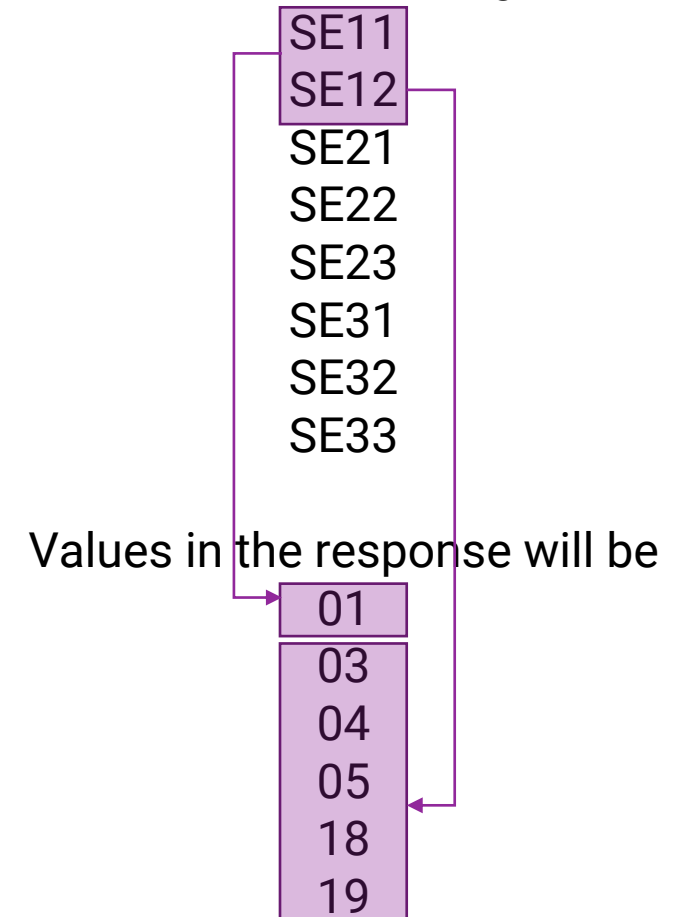 SE11
SE12
SE21
SE22
SE23
SE31
SE32
SE33
Values in the response will be
01
03
04
05
18
19